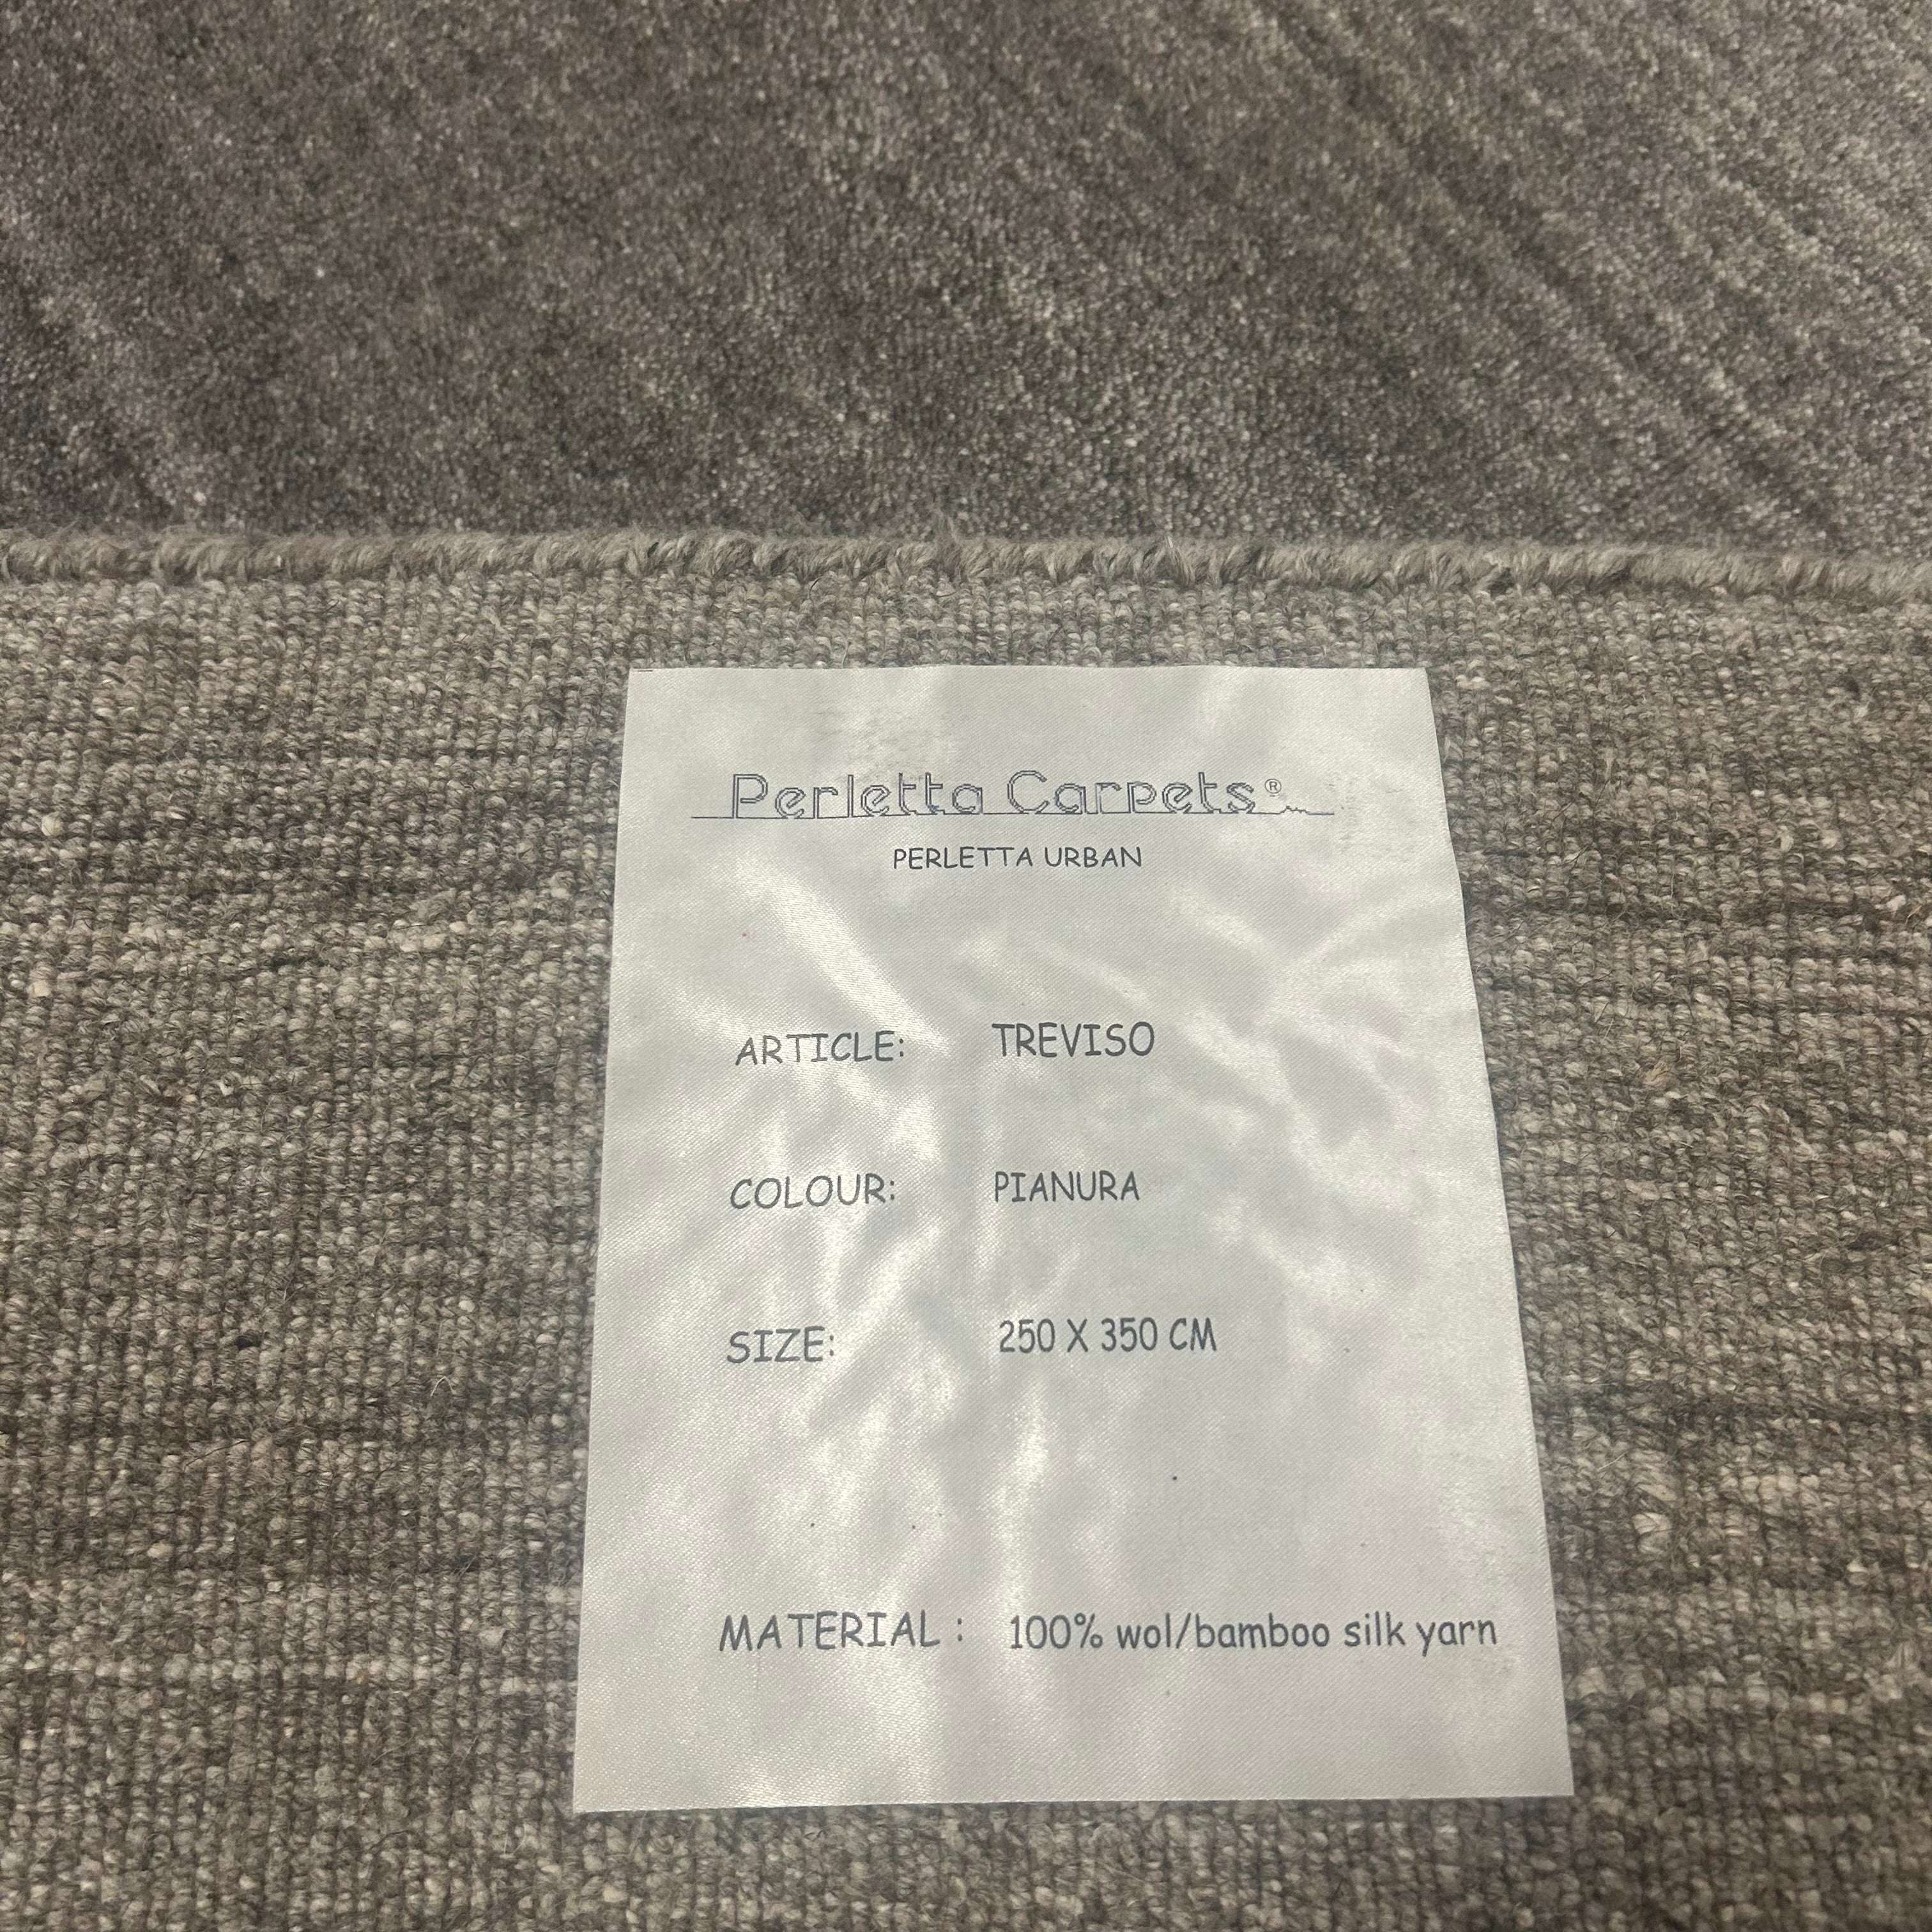 Perletta Carpets®
PERLETTA URBAN
ARTICLE: TREVISO
COLOUR: PIANURA
SIZE: 250 X 350 CM
MATERIAL : 100% wol/bamboo silk yarn